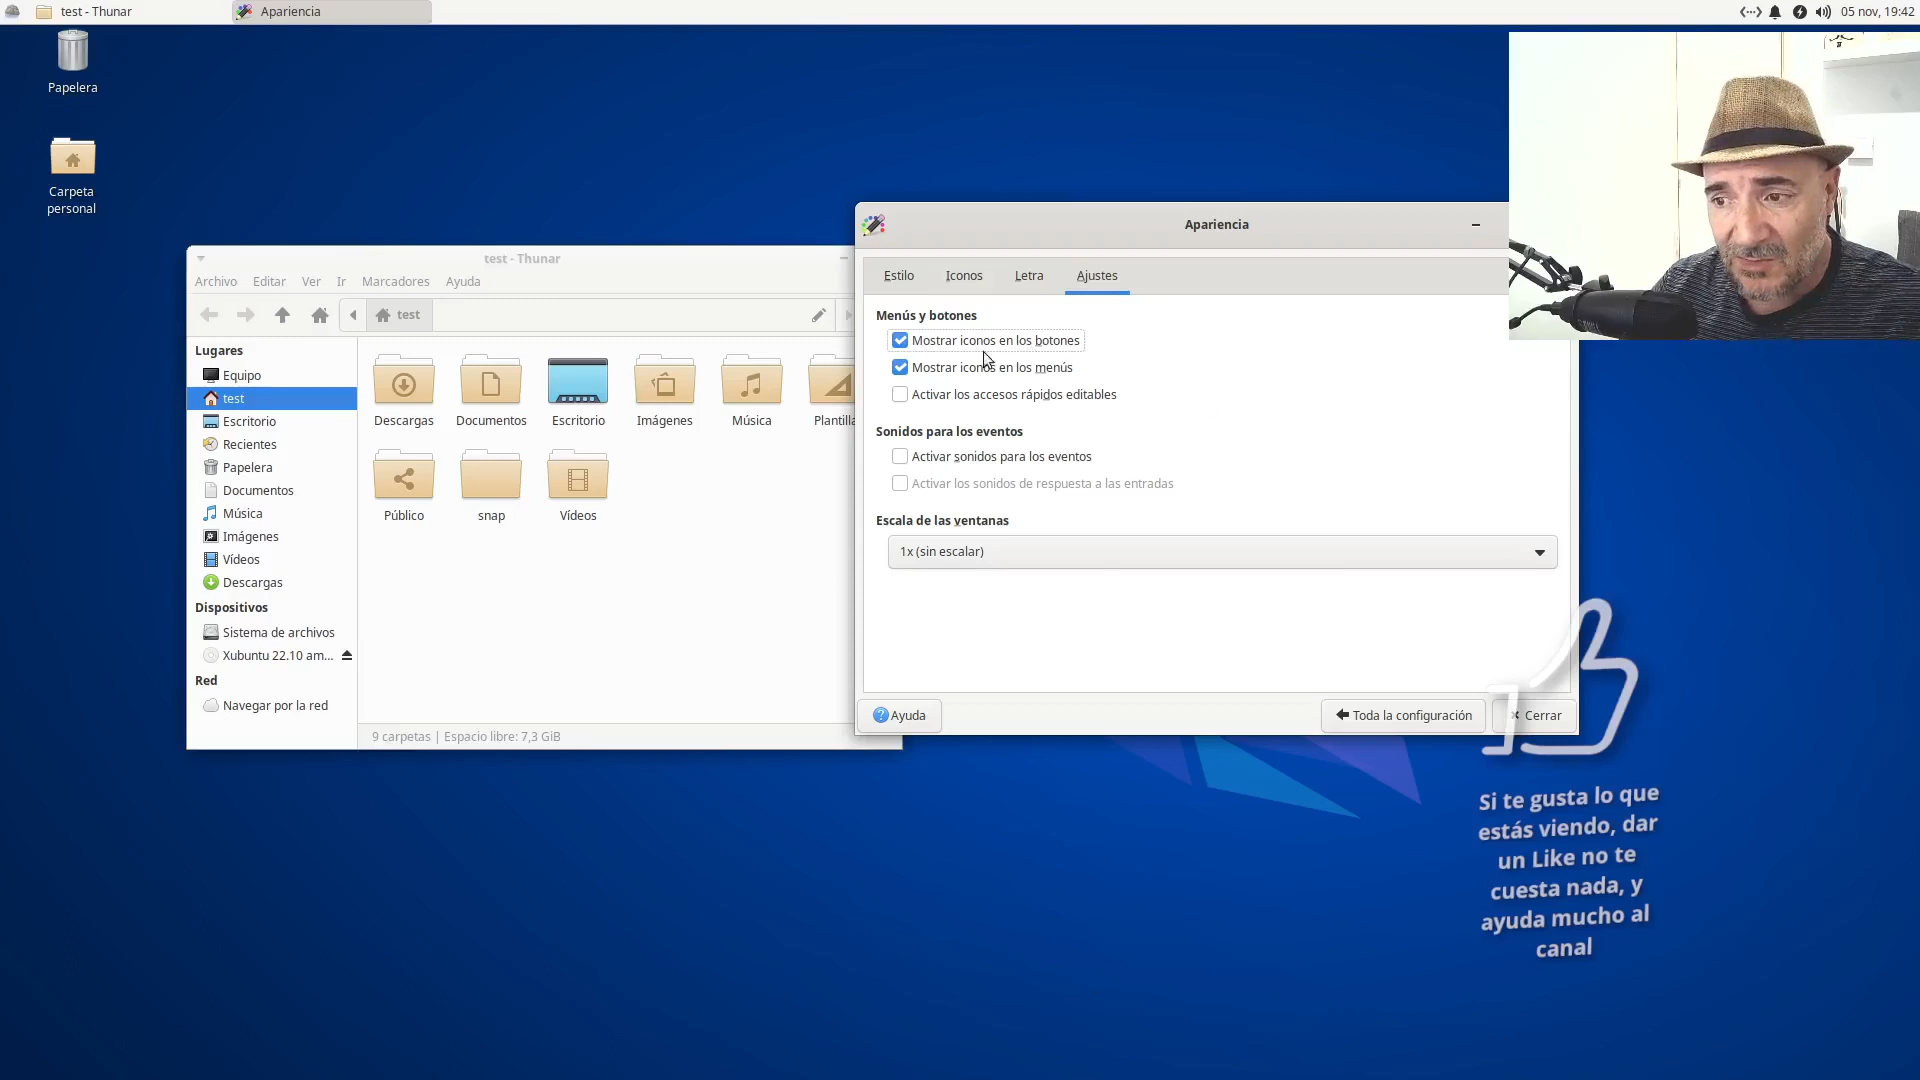 test - Thunar
Apariencia
05 nov, 19:42
Papelera
Carpeta
personal
test - Thunar
Archivo Editar Ver Ir Marcadores Ayuda
test
Lugares
Equipo
test
Escritorio
Recientes
Papelera
Documentos
Música
Imágenes
Vídeos
Descargas
Dispositivos
Sistema de archivos
Xubuntu 22.10 am...
Red
Navegar por la red
Descargas Documentos Escritorio Imágenes Música Plantilla
Público snap Vídeos
9 carpetas | Espacio libre: 7,3 GiB
Apariencia
Estilo Iconos Letra Ajustes
Menús y botones
Mostrar iconos en los botones
Mostrar iconos en los menús
Activar los accesos rápidos editables
Sonidos para los eventos
Activar sonidos para los eventos
Activar los sonidos de respuesta a las entradas
Escala de las ventanas
1x (sin escalar)
Ayuda
Toda la configuración
Cerrar
Si te gusta lo que
estás viendo, dar
un Like no te
cuesta nada, y
ayuda mucho al
canal